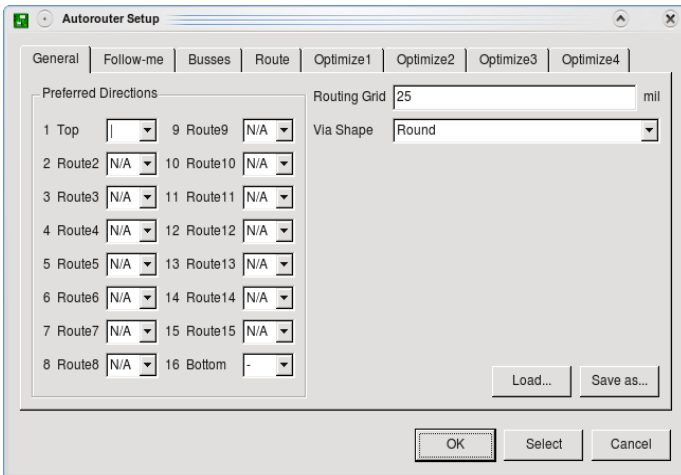 Autorouter Setup
General Follow-me Busses Route Optimize1 Optimize2 Optimize3 Optimize4
Preferred Directions
Routing Grid 25 mil
Via Shape Round
1 Top | 9 Route9 N/A
2 Route2 N/A 10 Route10 N/A
3 Route3 N/A 11 Route11 N/A
4 Route4 N/A 12 Route12 N/A
5 Route5 N/A 13 Route13 N/A
6 Route6 N/A 14 Route14 N/A
7 Route7 N/A 15 Route15 N/A
8 Route8 N/A 16 Bottom -
Load... Save as...
OK Select Cancel